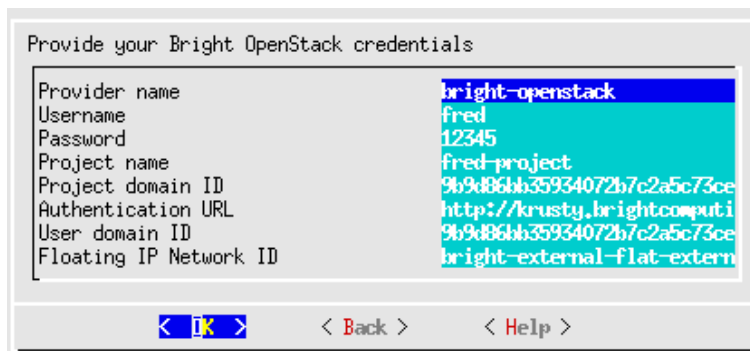 Provide your Bright OpenStack credentials
Provider name bright-openstack
Username fred
Password 12345
Project name fred-project
Project domain ID 9b9d86bb35934072b7c2a5c73ce
Authentication URL http://krusty.brightcomputi
User domain ID 9b9d86bb35934072b7c2a5c73ce
Floating IP Network ID bright-external-flat-extern
< OK > < Back > < Help >